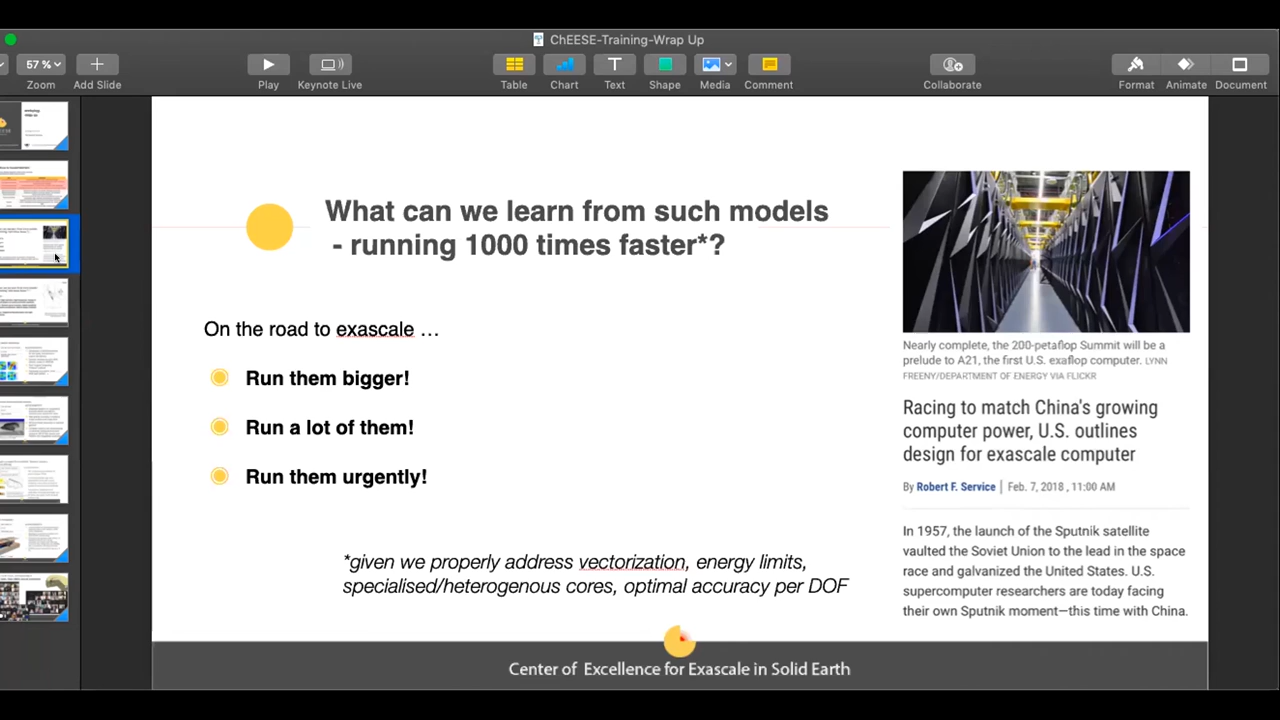 ChEESE-Training-Wrap Up
57 %
Zoom
Add Slide
Play
Keynote Live
Table
Chart
Text
Shape
Media
Comment
Collaborate
Format
Animate
Document
What can we learn from such models
- running 1000 times faster*?
On the road to exascale …
Run them bigger!
Run a lot of them!
Run them urgently!
*given we properly address vectorization, energy limits,
specialised/heterogenous cores, optimal accuracy per DOF
Nearly complete, the 200-petaflop Summit will be a
prelude to A21, the first U.S. exaflop computer. LYNN
FREENY/DEPARTMENT OF ENERGY VIA FLICKR
Racing to match China's growing
computer power, U.S. outlines
design for exascale computer
By Robert F. Service | Feb. 7, 2018 , 11:00 AM
In 1957, the launch of the Sputnik satellite
vaulted the Soviet Union to the lead in the space
race and galvanized the United States. U.S.
supercomputer researchers are today facing
their own Sputnik moment—this time with China.
Center of Excellence for Exascale in Solid Earth